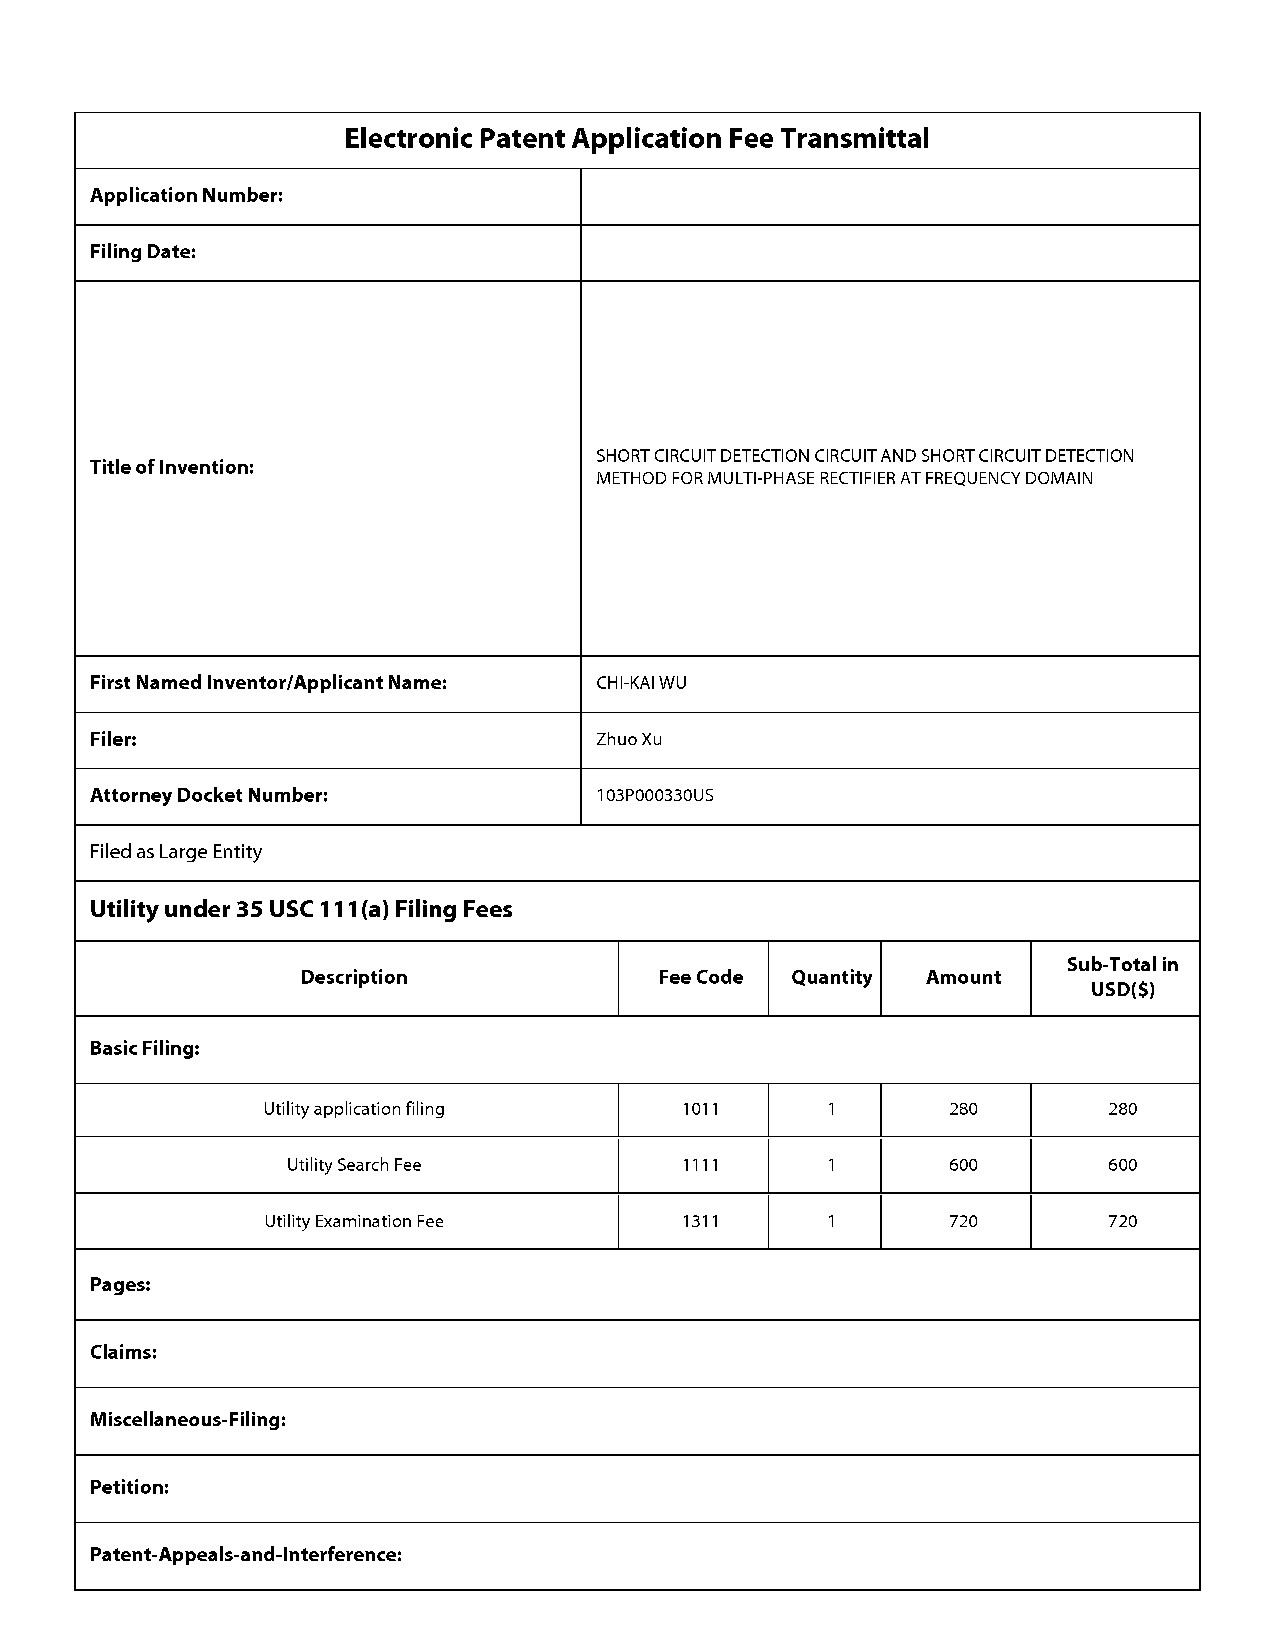 Electronic Patent Application Fee Transmittal
Application Number:
Filing Date:
Title of Invention:
SHORT CIRCUIT DETECTION CIRCUIT AND SHORT CIRCUIT DETECTION
METHOD FOR MULTI-PHASE RECTIFIER AT FREQUENCY DOMAIN
First Named Inventor/Applicant Name: CHI-KAI WU
Filer: Zhuo Xu
Attorney Docket Number: 103P000330US
Filed as Large Entity
Utility under 35 USC 111(a) Filing Fees
Description Fee Code Quantity Amount Sub-Total in
USD($)
Basic Filing:
Utility application filing 1011 1 280 280
Utility Search Fee 1111 1 600 600
Utility Examination Fee 1311 1 720 720
Pages:
Claims:
Miscellaneous-Filing:
Petition:
Patent-Appeals-and-Interference: